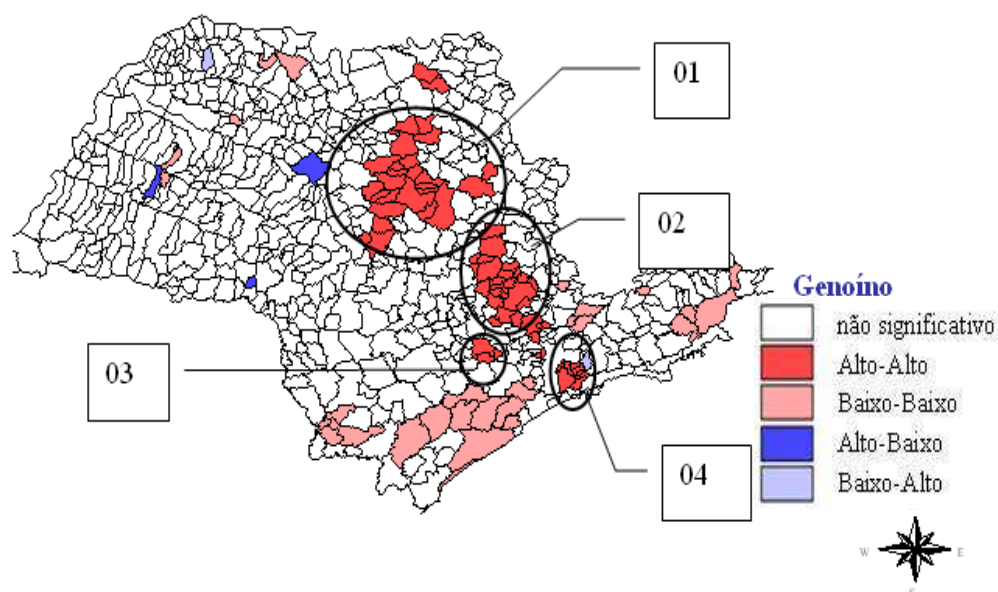 01
02
03
04
Genoíno
não significativo
Alto-Alto
Baixo-Baixo
Alto-Baixo
Baixo-Alto
W E
S